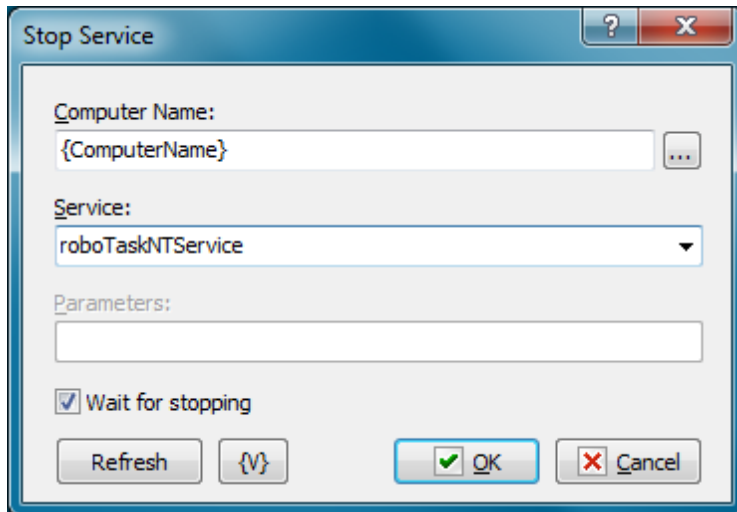 Stop Service
?
X
Computer Name:
{ComputerName}
...
Service:
roboTaskNTService
Parameters:
Wait for stopping
Refresh {V} OK Cancel